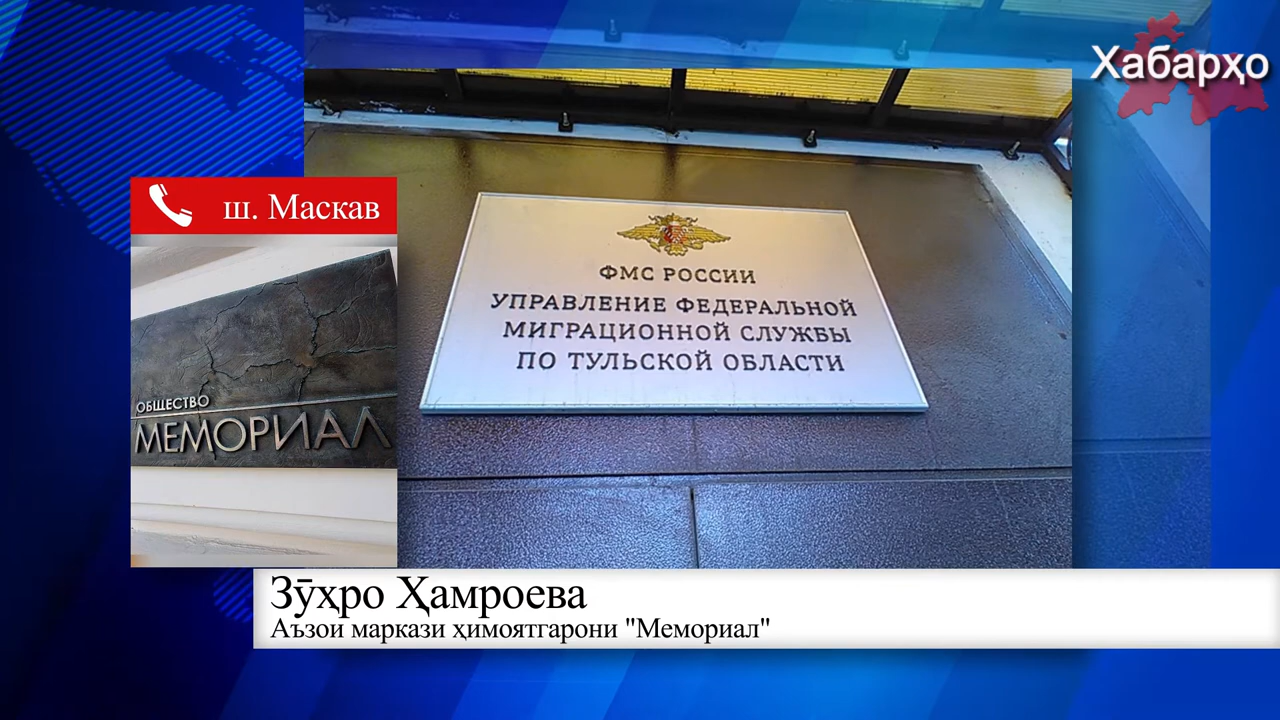 Хабарҳо
ш. Маскав
ОБЩЕСТВО
МЕМОРИАЛ
ФМС РОССИИ
УПРАВЛЕНИЕ ФЕДЕРАЛЬНОЙ
МИГРАЦИОННОЙ СЛУЖБЫ
ПО ТУЛЬСКОЙ ОБЛАСТИ
Зӯҳро Ҳамроева
Аъзои маркази ҳимоятгарони "Мемориал"